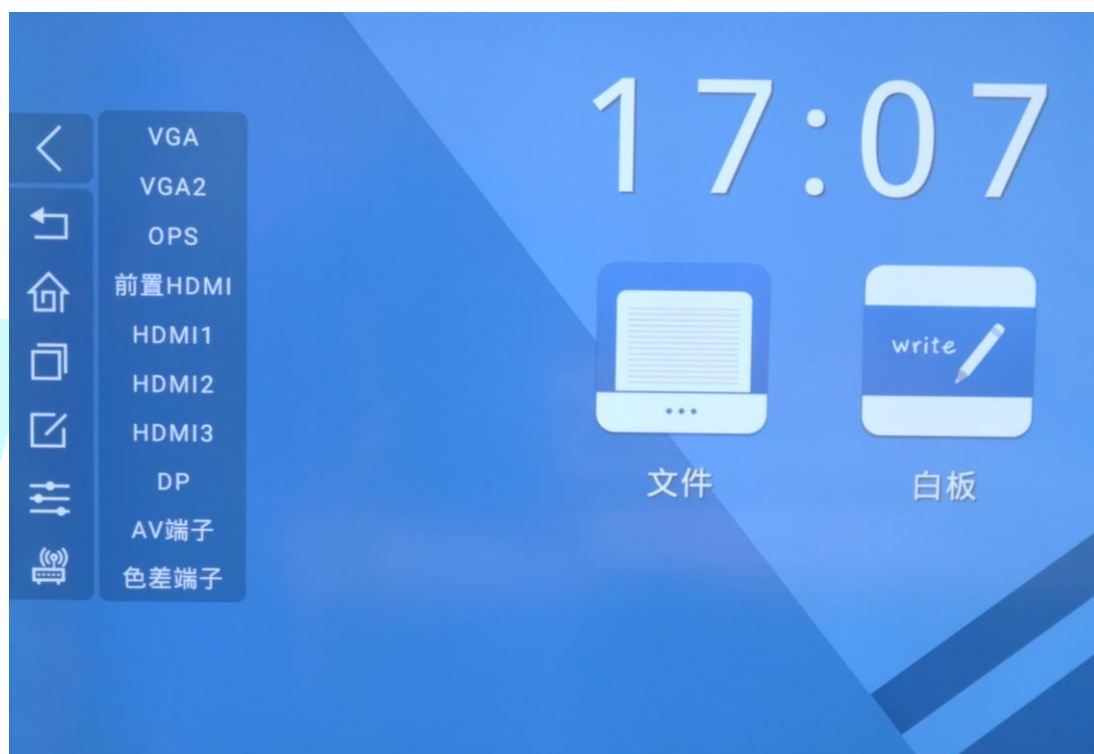 17:07
VGA
VGA2
OPS
前置HDMI
HDMI1
HDMI2
HDMI3
DP
AV端子
色差端子
write
文件
白板